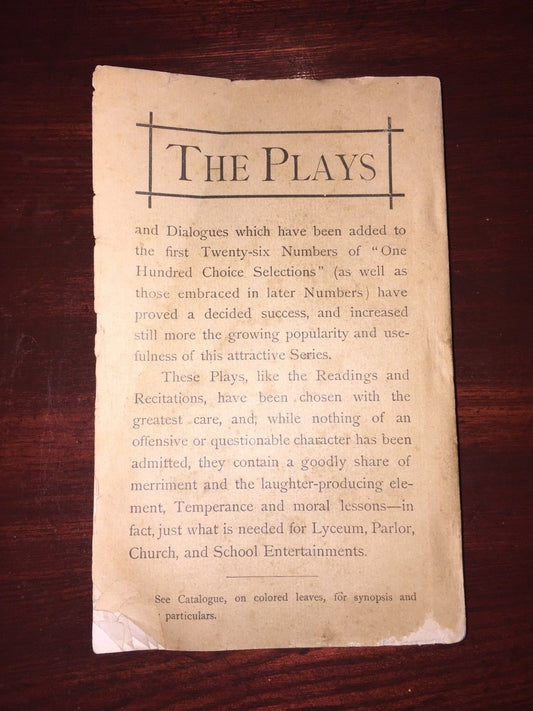 THE PLAYS
and Dialogues which have been added to
the first Twenty-six Numbers of "One
Hundred Choice Selections" (as well as
those embraced in later Numbers) have
proved a decided success, and increased
still more the growing popularity and use-
fulness of this attractive Series.
These Plays, like the Readings and
Recitations, have been chosen with the
greatest care, and, while nothing of an
offensive or questionable character has been
admitted, they contain a goodly share of
merriment and the laughter-producing ele-
ment, Temperance and moral lessons—in
fact, just what is needed for Lyceum, Parlor,
Church, and School Entertainments.
See Catalogue, on colored leaves, for synopsis and
particulars.